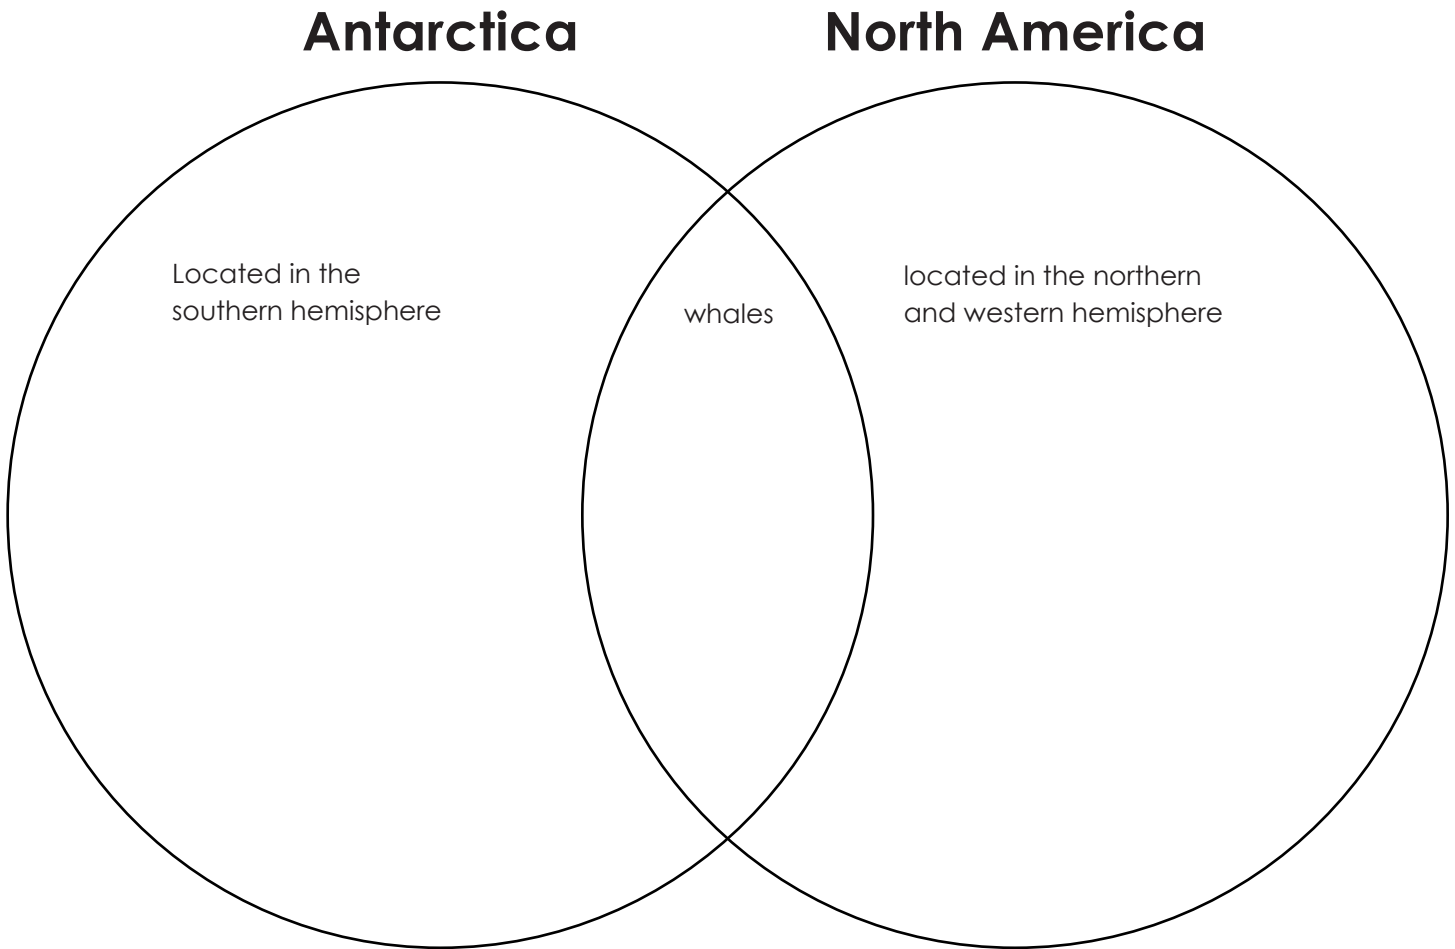 Antarctica
North America
Located in the
southern hemisphere
whales
located in the northern
and western hemisphere